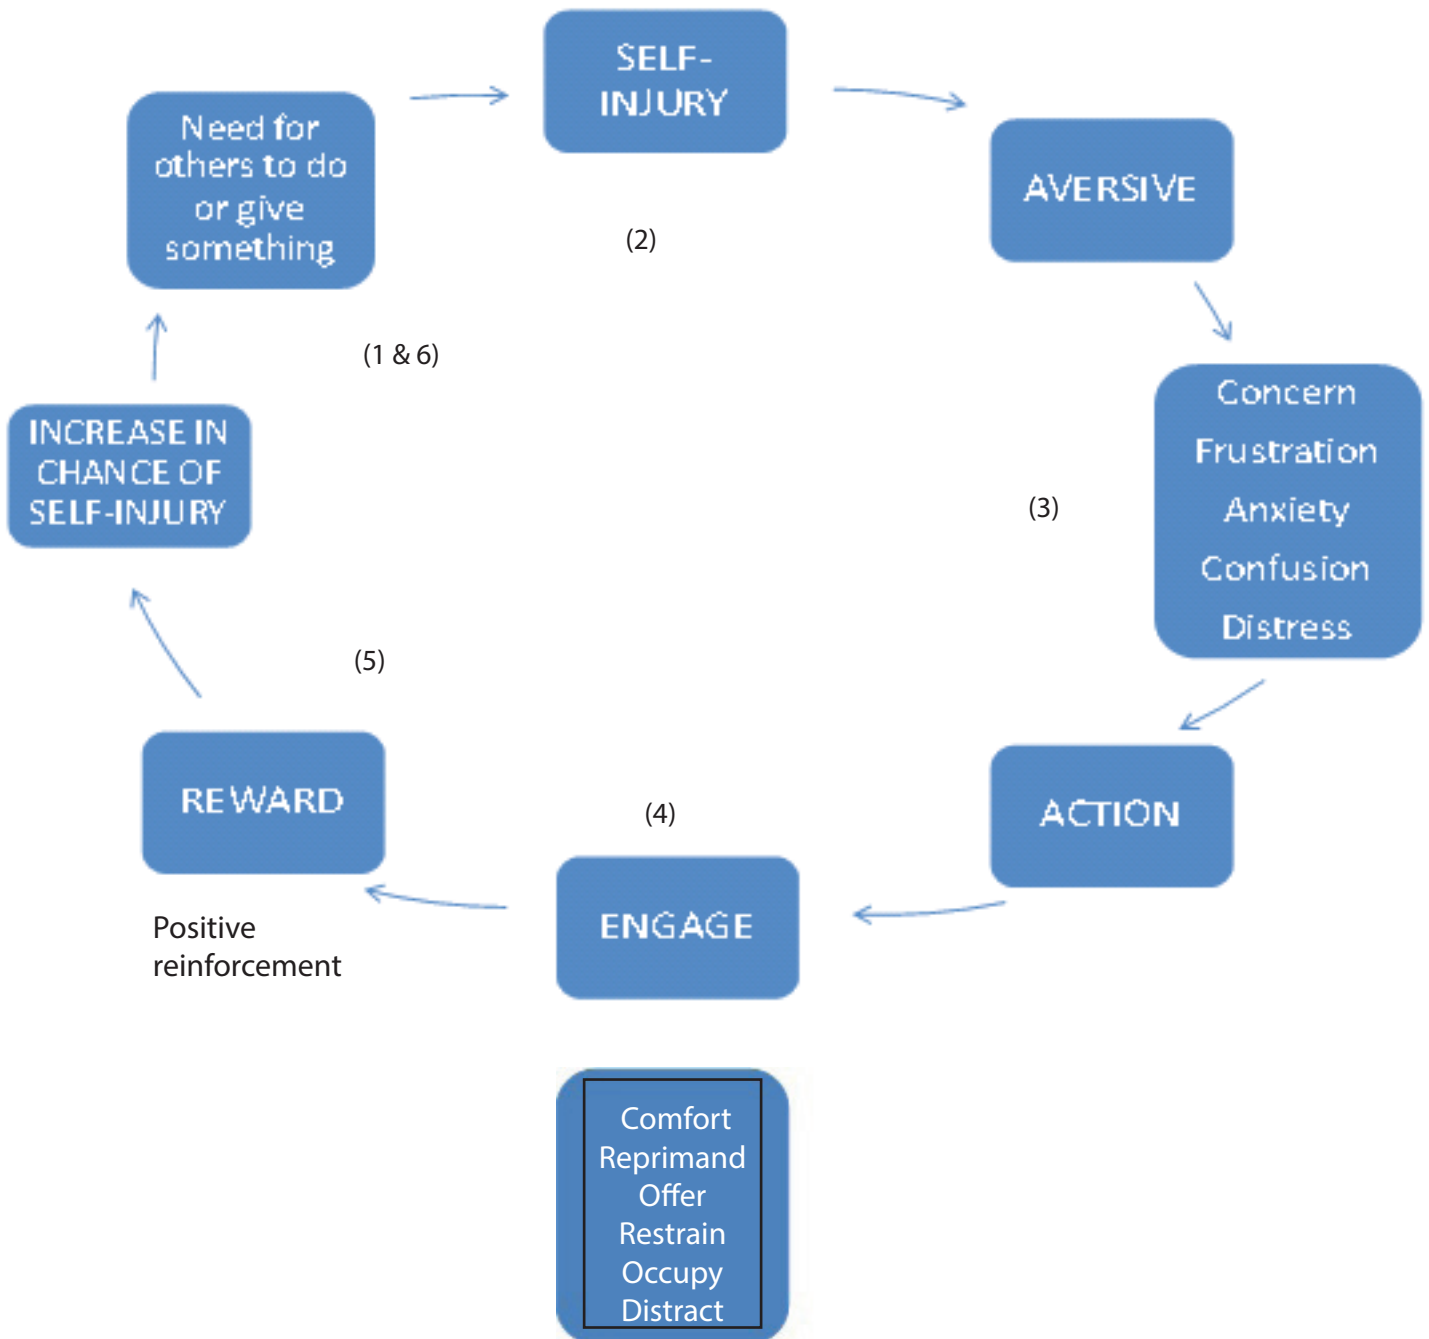 SELF-
INJURY
Need for
others to do
or give
something
AVERSIVE
(2)
(1 & 6)
Concern
Frustration
Anxiety
Confusion
Distress
INCREASE IN
CHANCE OF
SELF-INJURY
(3)
(5)
REWARD
(4)
ACTION
ENGAGE
Positive
reinforcement
Comfort
Reprimand
Offer
Restrain
Occupy
Distract